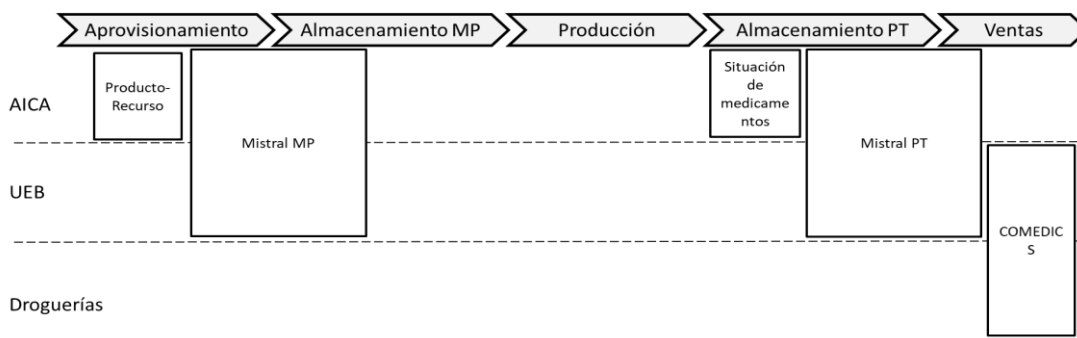 Aprovisionamiento
Almacenamiento MP
Producción
Almacenamiento PT
Ventas
AICA
Producto-
Recurso
Mistral MP
Situación
de
medicame
ntos
Mistral PT
UEB
COMEDIC
S
Droguerías